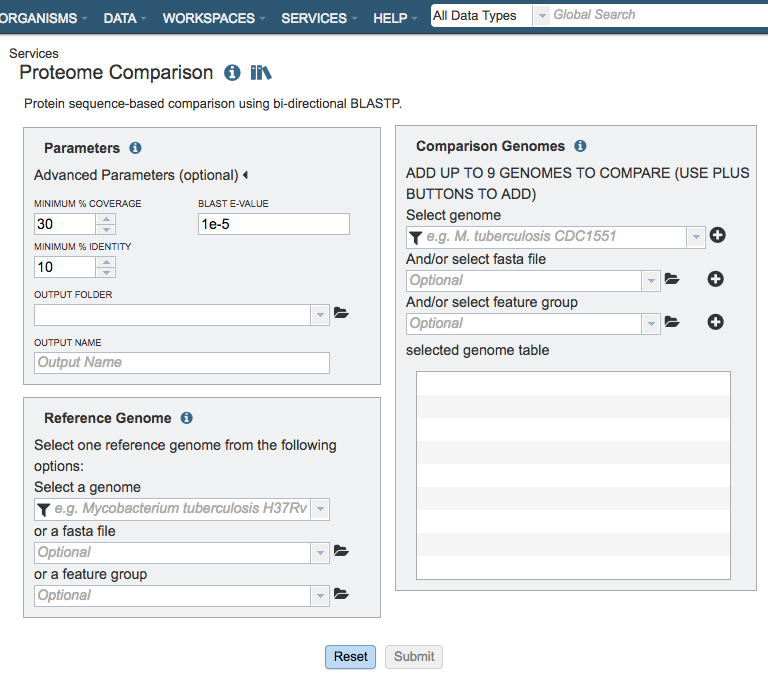 ORGANISMS DATA WORKSPACES SERVICES HELP All Data Types Global Search
Services
Proteome Comparison
Protein sequence-based comparison using bi-directional BLASTP.
Parameters
Advanced Parameters (optional)
MINIMUM % COVERAGE BLAST E-VALUE
30 1e-5
MINIMUM % IDENTITY
10
OUTPUT FOLDER
OUTPUT NAME
Output Name
Reference Genome
Select one reference genome from the following
options:
Select a genome
e.g. Mycobacterium tuberculosis H37Rv
or a fasta file
Optional
or a feature group
Optional
Comparison Genomes
ADD UP TO 9 GENOMES TO COMPARE (USE PLUS
BUTTONS TO ADD)
Select genome
e.g. M. tuberculosis CDC1551
And/or select fasta file
Optional
And/or select feature group
Optional
selected genome table
Reset Submit